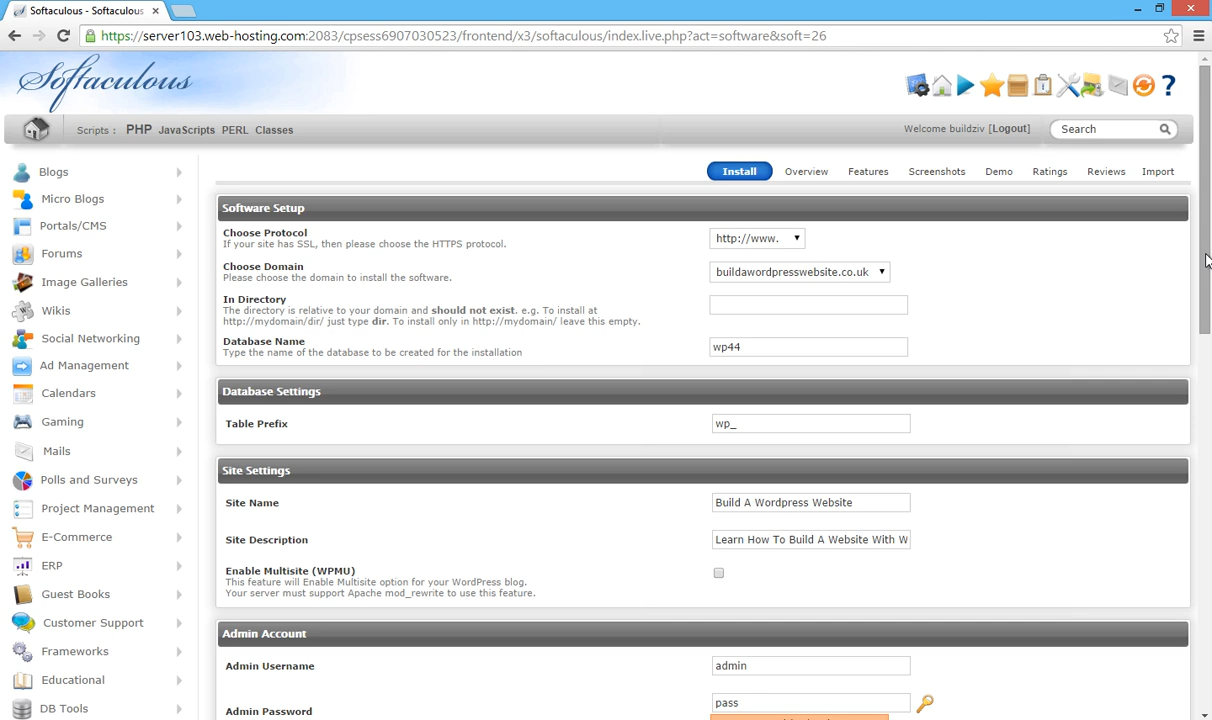 Softaculous - Softaculous
https://server103.web-hosting.com:2083/cpsess6907030523/frontend/x3/softaculous/index.live.php?act=software&soft=26
Softaculous
Scripts : PHP JavaScripts PERL Classes
Welcome buildziv [Logout]
Search
Blogs
Micro Blogs
Portals/CMS
Forums
Image Galleries
Wikis
Social Networking
Ad Management
Calendars
Gaming
Mails
Polls and Surveys
Project Management
E-Commerce
ERP
Guest Books
Customer Support
Frameworks
Educational
DB Tools
Install Overview Features Screenshots Demo Ratings Reviews Import
Software Setup
Choose Protocol
If your site has SSL, then please choose the HTTPS protocol.
http://www.
Choose Domain
Please choose the domain to install the software.
buildawordpresswebsite.co.uk
In Directory
The directory is relative to your domain and should not exist. e.g. To install at
http://mydomain/dir/ just type dir. To install only in http://mydomain/ leave this empty.
Database Name
Type the name of the database to be created for the installation
wp44
Database Settings
Table Prefix
wp_
Site Settings
Site Name
Build A Wordpress Website
Site Description
Learn How To Build A Website With W
Enable Multisite (WPMU)
This feature will Enable Multisite option for your WordPress blog.
Your server must support Apache mod_rewrite to use this feature.
Admin Account
Admin Username
admin
Admin Password
pass